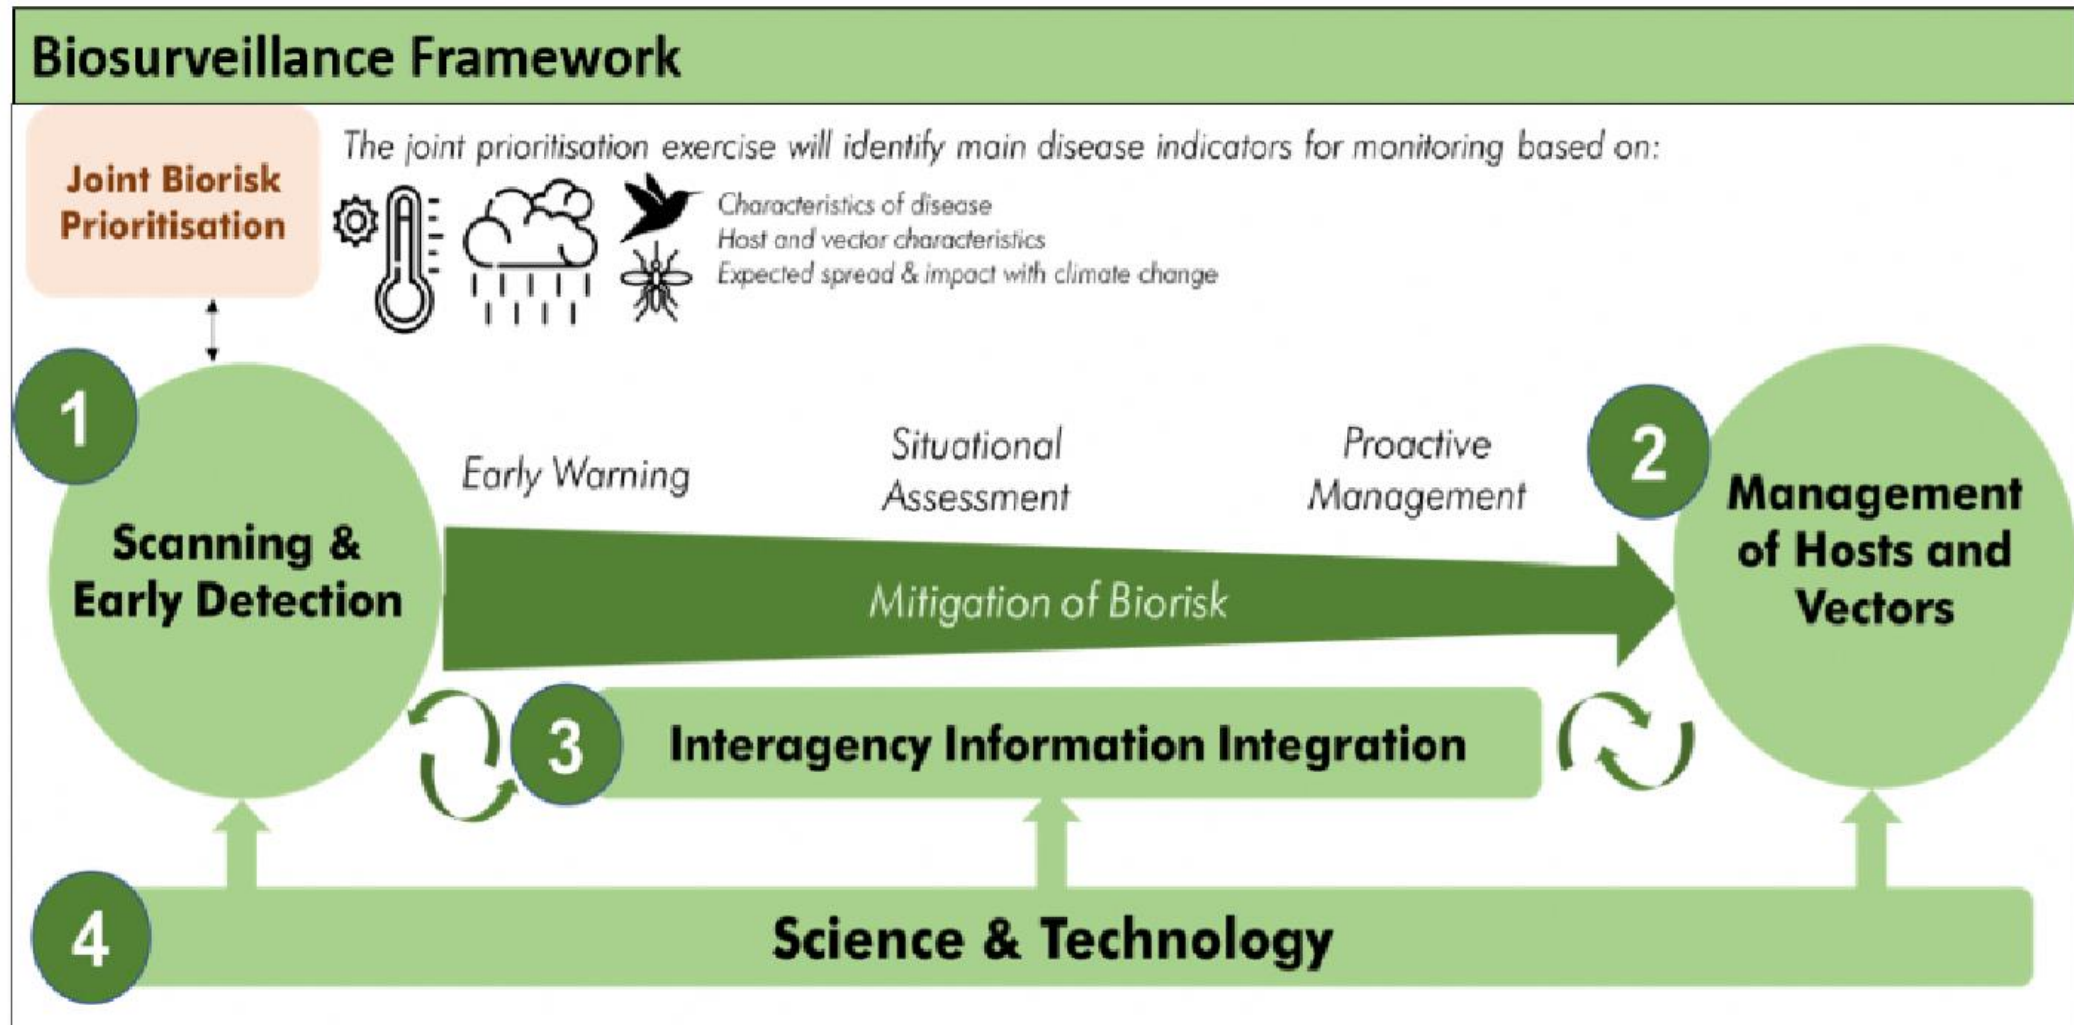 Biosurveillance Framework
Joint Biorisk
Prioritisation
The joint prioritisation exercise will identify main disease indicators for monitoring based on:
Characteristics of disease
Host and vector characteristics
Expected spread & impact with climate change
1
Scanning &
Early Detection
Early Warning
Situational
Assessment
Proactive
Management
Mitigation of Biorisk
2
Management
of Hosts and
Vectors
3
Interagency Information Integration
4
Science & Technology